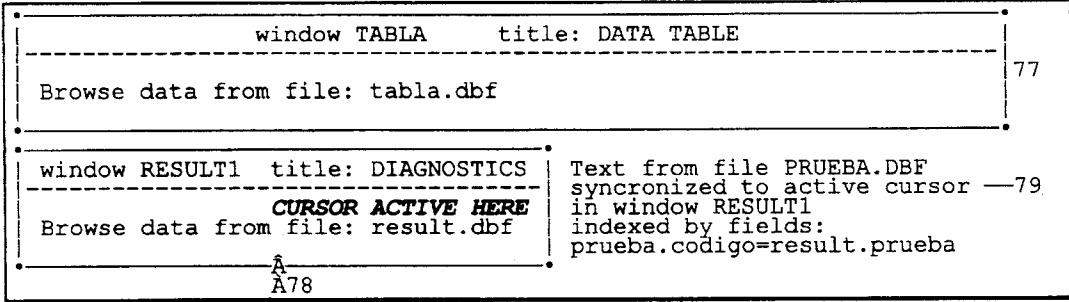 window TABLA title: DATA TABLE
77
Browse data from file: tabla.dbf
window RESULT1 title: DIAGNOSTICS
CURSOR ACTIVE HERE
Browse data from file: result.dbf
Â
À78
Text from file PRUEBA.DBF
syncronized to active cursor
79
in window RESULT1
indexed by fields:
prueba.codigo=result.prueba